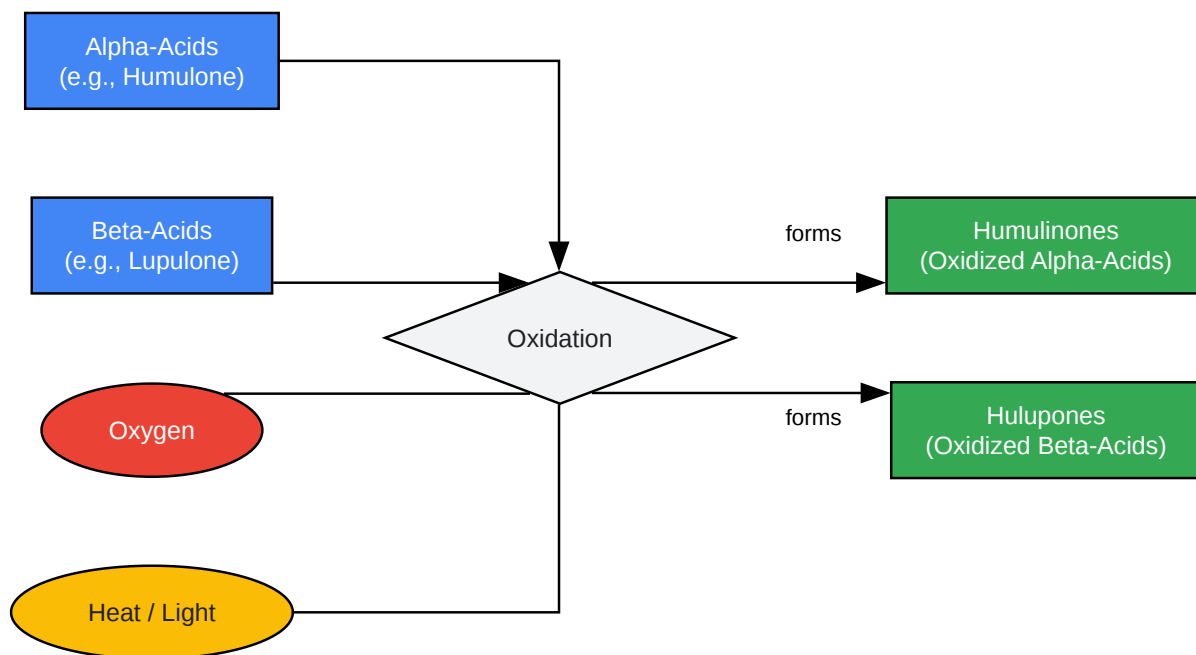 Alpha-Acids
(e.g., Humulone)
Beta-Acids
(e.g., Lupulone)
forms
Humulinones
(Oxidized Alpha-Acids)
Oxidation
Oxygen
forms
Hulupones
(Oxidized Beta-Acids)
Heat / Light